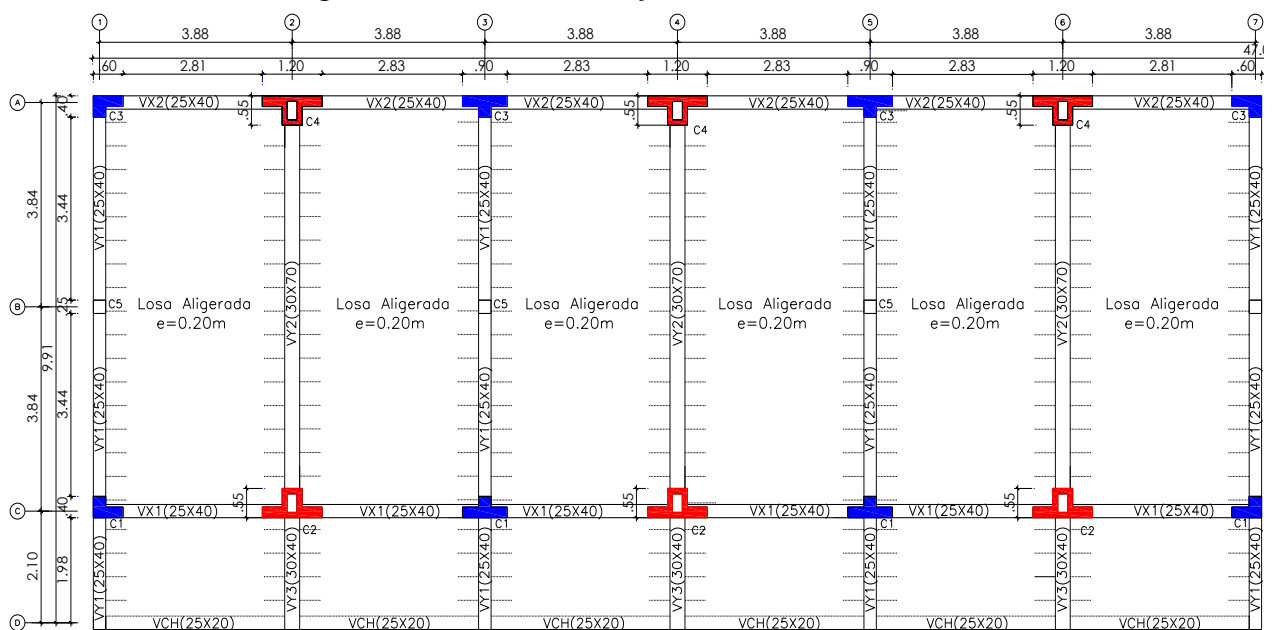 1 2 3 4 5 6 7
3.88 3.88 3.88 3.88 3.88 3.88
47.0
.60 2.81 1.20 2.83 .90 2.83 1.20 2.83 .90 2.83 1.20 2.81 .60
A
.40
VX2(25X40) VX2(25X40) VX2(25X40) VX2(25X40) VX2(25X40) VX2(25X40)
.55 .55 .55
C3 C4 C3 C4 C3 C4 C3
3.84 3.44
VY1(25X40) VY1(25X40) VY1(25X40) VY1(25X40)
B
.25
C5 C5 C5
Losa Aligerada Losa Aligerada Losa Aligerada Losa Aligerada Losa Aligerada Losa Aligerada
e=0.20m e=0.20m e=0.20m e=0.20m e=0.20m e=0.20m
VY2(30X70) VY2(30X70) VY2(30X70)
9.91
3.84 3.44
VY1(25X40) VY1(25X40) VY1(25X40) VY1(25X40)
.55 .55 .55
.40
C
VX1(25X40) VX1(25X40) VX1(25X40) VX1(25X40) VX1(25X40) VX1(25X40)
C1 C2 C1 C2 C1 C2 C1
2.10 1.98
VY1(25X40) VY3(30X40) VY1(25X40) VY3(30X40) VY1(25X40) VY3(30X40) VY1(25X40)
D
VCH(25X20) VCH(25X20) VCH(25X20) VCH(25X20) VCH(25X20) VCH(25X20)